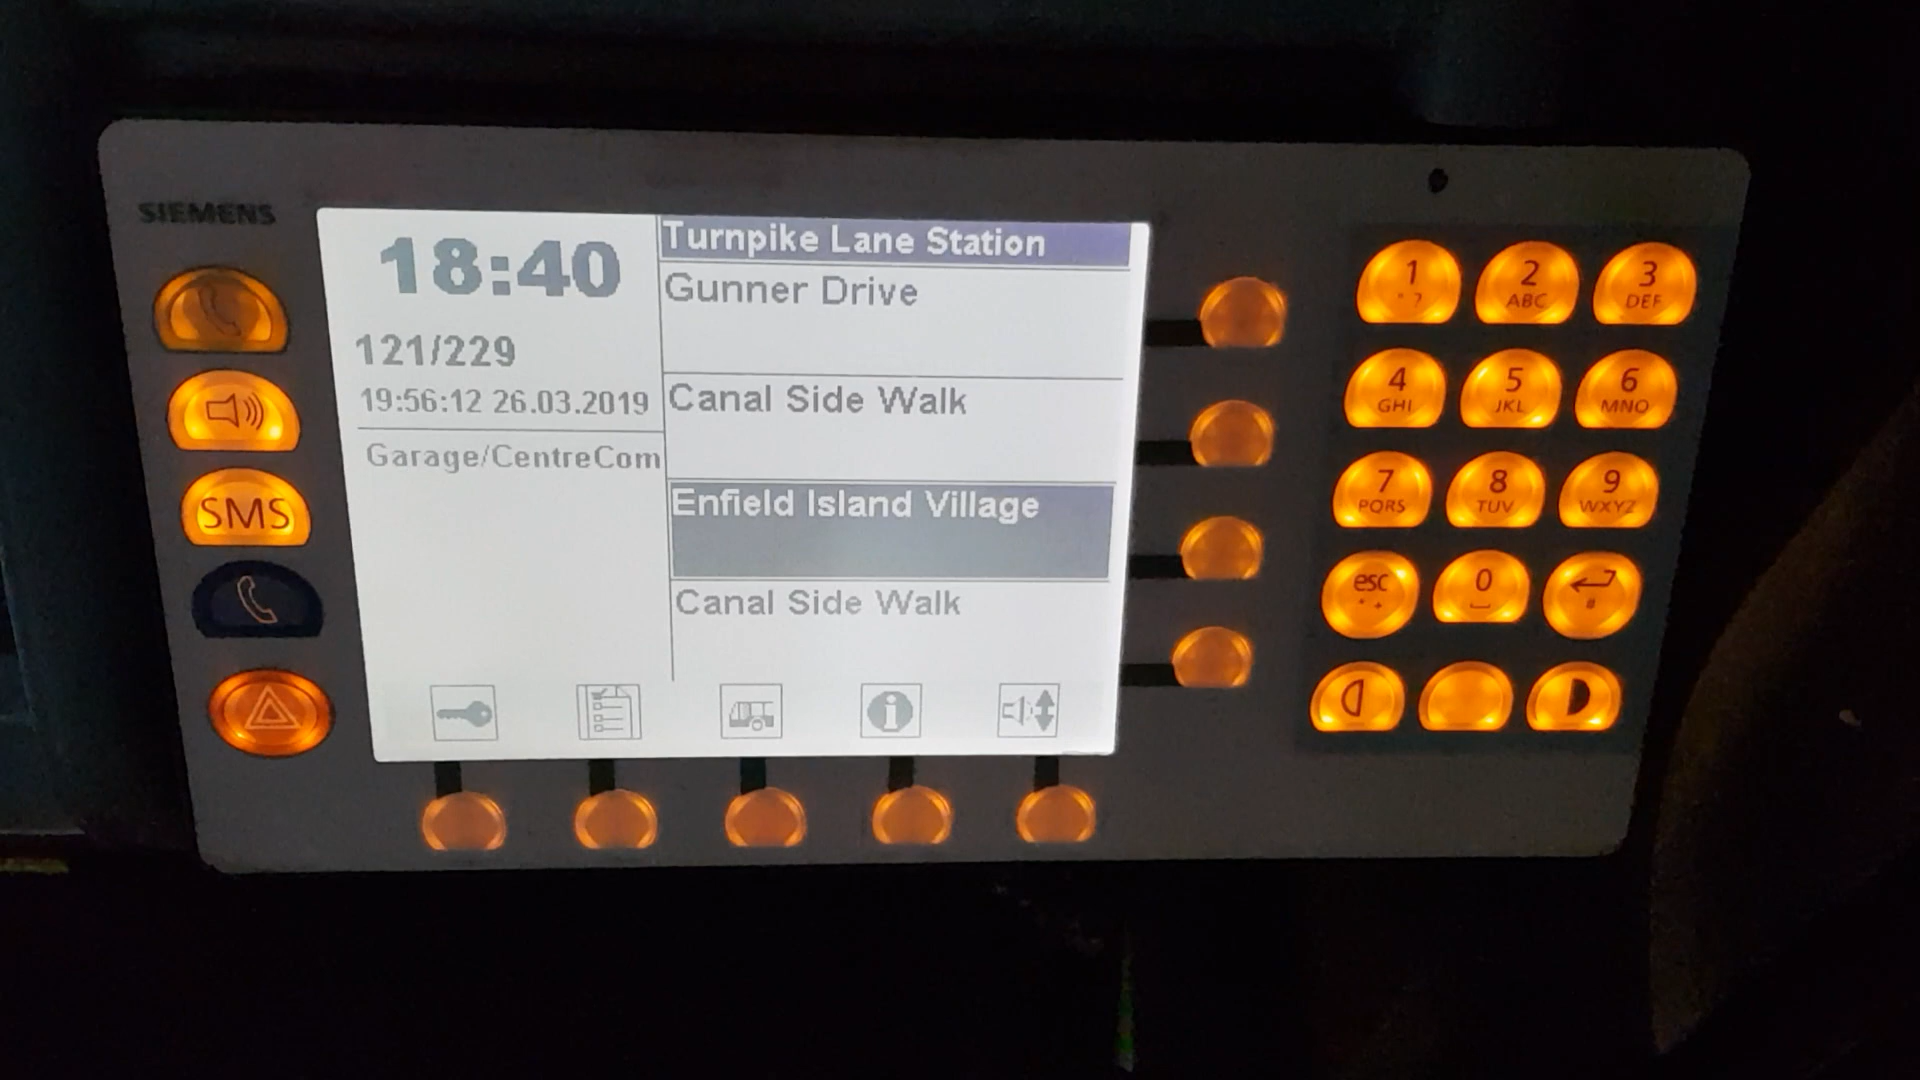 SIEMENS
18:40
121/229
19:56:12 26.03.2019
Garage/CentreCom
Turnpike Lane Station
Gunner Drive
Canal Side Walk
Enfield Island Village
Canal Side Walk
SMS
1
2
ABC
3
DEF
4
GHI
5
JKL
6
MNO
7
PQRS
8
TUV
9
WXYZ
esc
* +
0
#